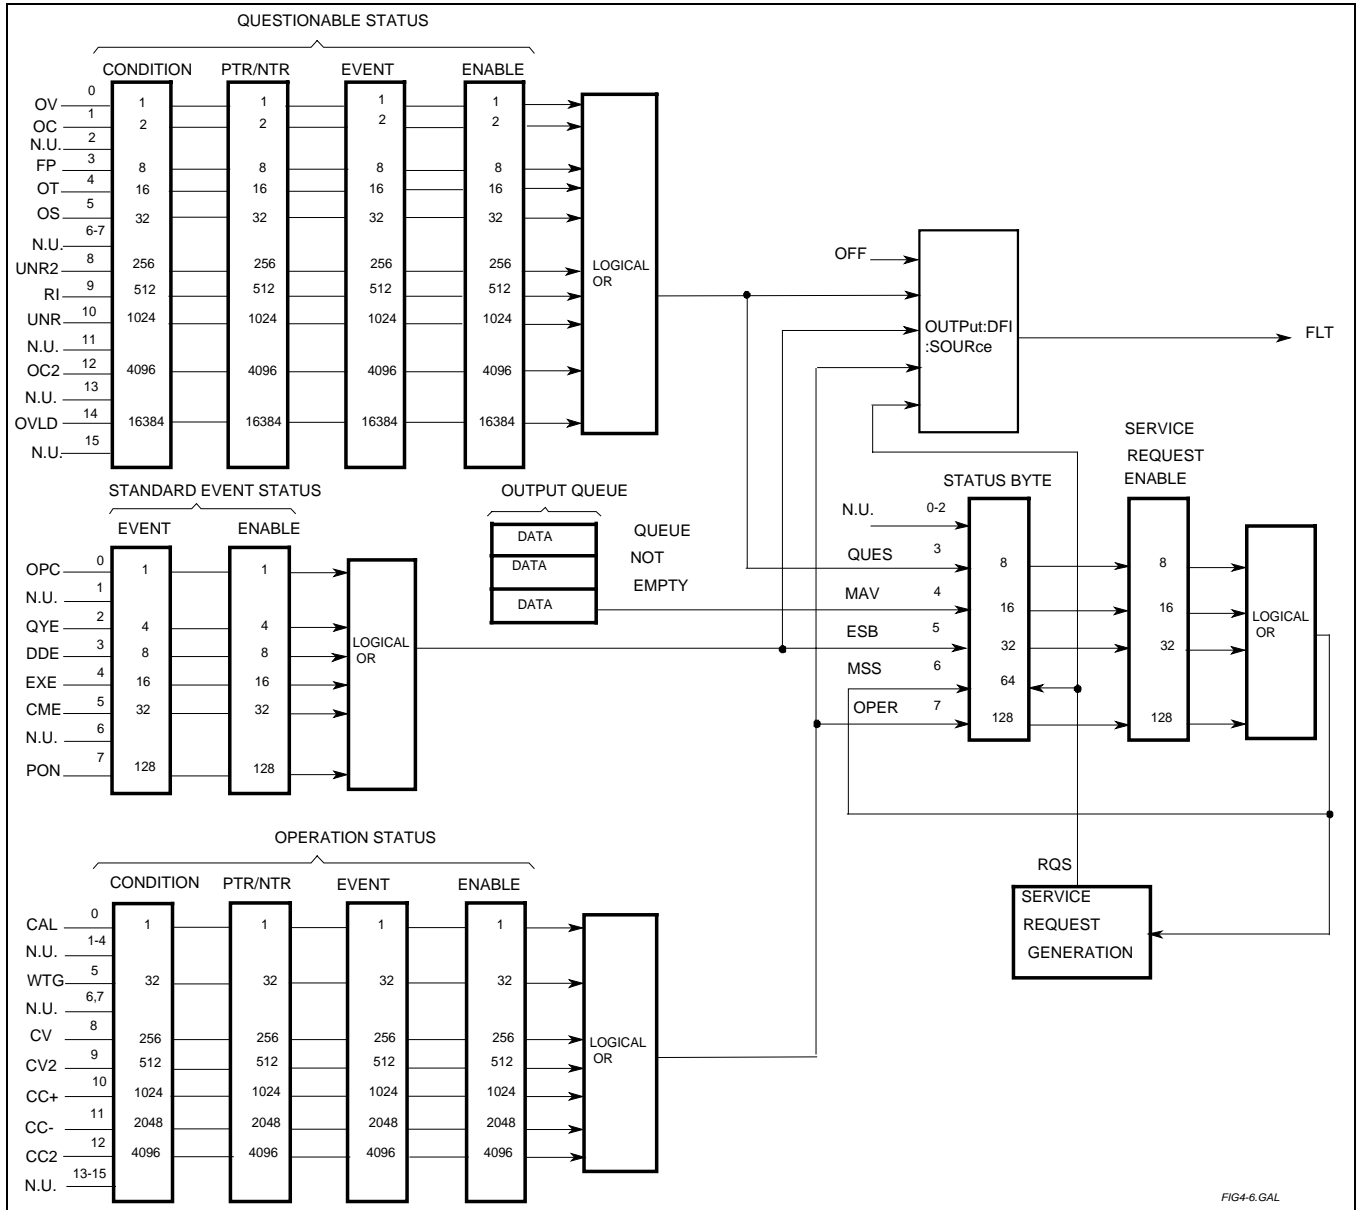 QUESTIONABLE STATUS
CONDITION PTR/NTR EVENT ENABLE
OV 0 1 1 1 1
OC 1 2 2 2 2
N.U. 2
FP 3 8 8 8 8
OT 4 16 16 16 16
OS 5 32 32 32 32
N.U. 6-7
UNR2 8 256 256 256 256
RI 9 512 512 512 512
UNR 10 1024 1024 1024 1024
N.U. 11
OC2 12 4096 4096 4096 4096
N.U. 13
OVLD 14 16384 16384 16384 16384
N.U. 15
LOGICAL
OR
OFF
OUTPut:DFI
:SOURce
FLT
STANDARD EVENT STATUS
EVENT ENABLE
OPC 0 1 1
N.U. 1
QYE 2 4 4
DDE 3 8 8
EXE 4 16 16
CME 5 32 32
N.U. 6
PON 7 128 128
LOGICAL
OR
OUTPUT QUEUE
DATA
DATA
DATA
QUEUE
NOT
EMPTY
STATUS BYTE
SERVICE
REQUEST
ENABLE
N.U. 0-2
QUES 3 8 8
MAV 4 16 16
ESB 5 32 32
MSS 6 64
OPER 7 128 128
LOGICAL
OR
RQS
SERVICE
REQUEST
GENERATION
OPERATION STATUS
CONDITION PTR/NTR EVENT ENABLE
CAL 0 1 1 1 1
N.U. 1-4
WTG 5 32 32 32 32
N.U. 6,7
CV 8 256 256 256 256
CV2 9 512 512 512 512
CC+ 10 1024 1024 1024 1024
CC- 11 2048 2048 2048 2048
CC2 12 4096 4096 4096 4096
N.U. 13-15
LOGICAL
OR
FIG4-6.GAL